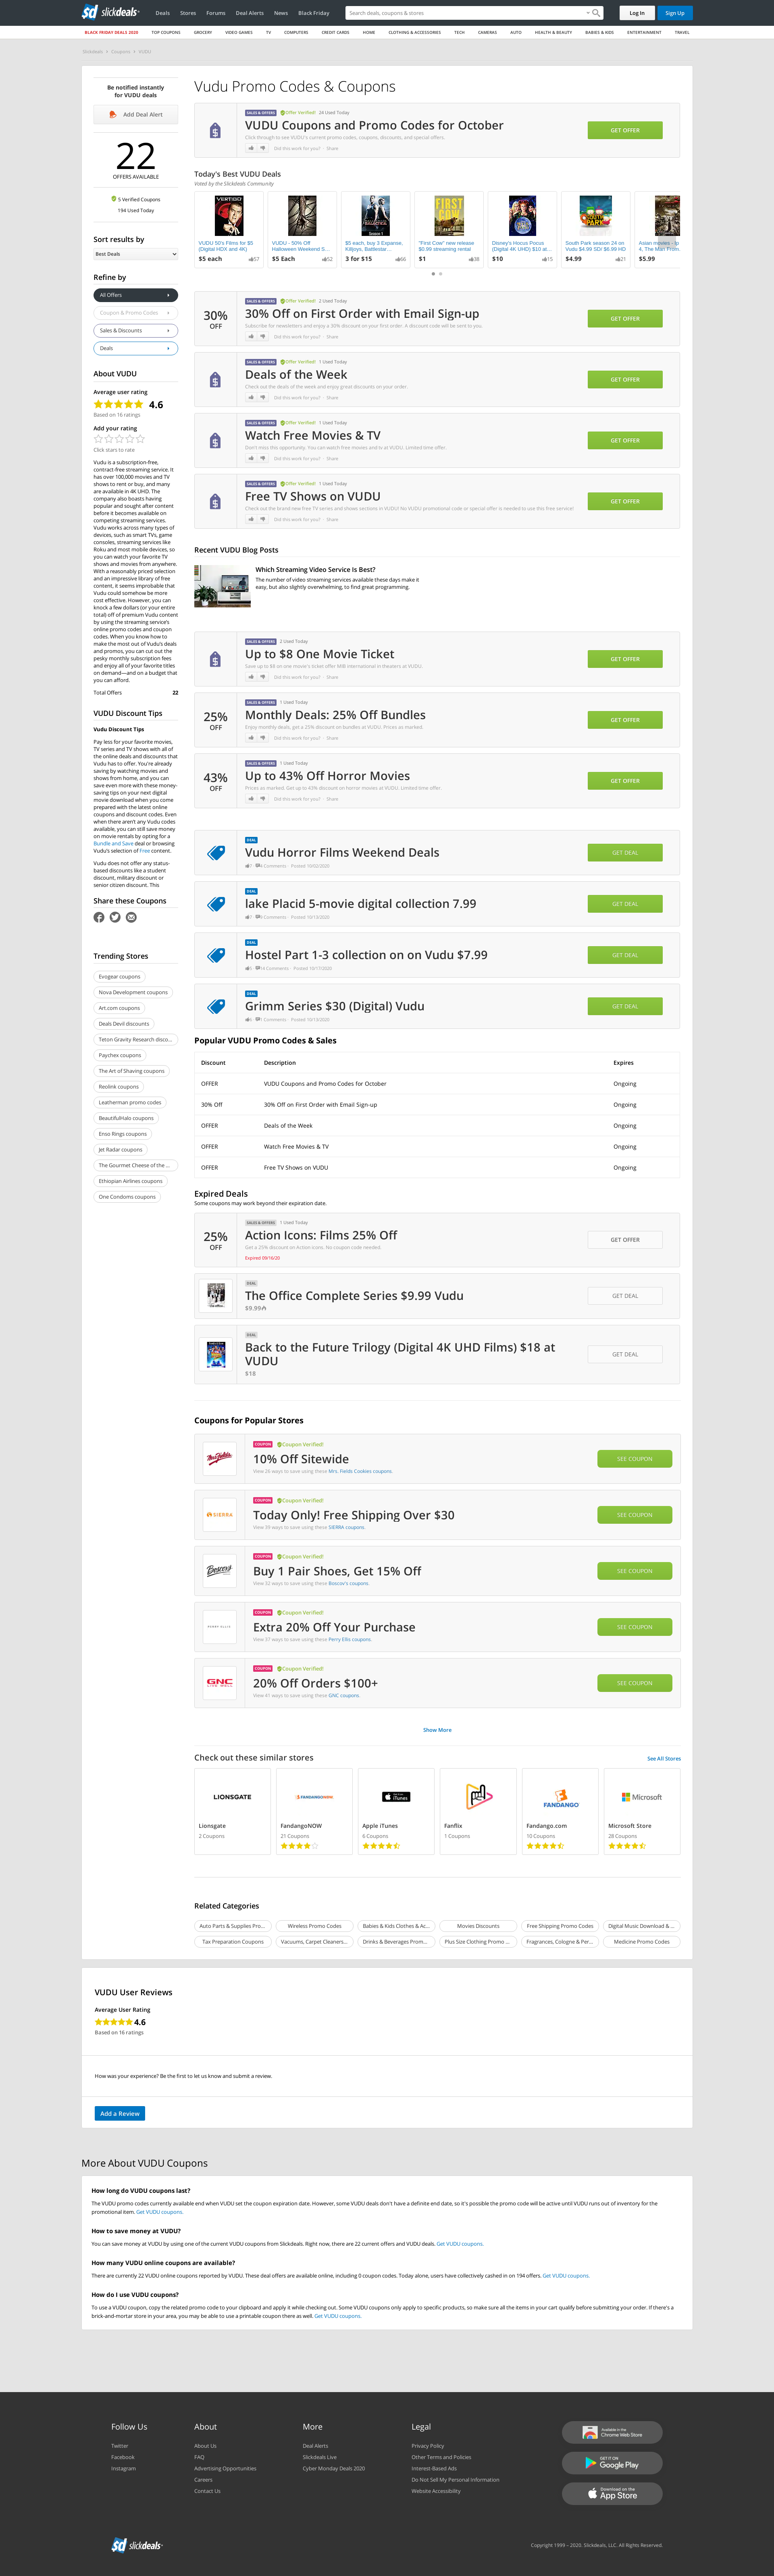 slickdeals
Deals Stores Forums Deal Alerts News Black Friday
Search deals, coupons & stores
Log In
Sign Up
BLACK FRIDAY DEALS 2020 TOP COUPONS GROCERY VIDEO GAMES TV COMPUTERS CREDIT CARDS HOME CLOTHING & ACCESSORIES TECH CAMERAS AUTO HEALTH & BEAUTY BABIES & KIDS ENTERTAINMENT TRAVEL
Slickdeals > Coupons > VUDU
Be notified instantly
for VUDU deals
Add Deal Alert
22
OFFERS AVAILABLE
5 Verified Coupons
194 Used Today
Sort results by
Best Deals
Refine by
All Offers
Coupon & Promo Codes
Sales & Discounts
Deals
About VUDU
Average user rating
4.6
Based on 16 ratings
Add your rating
Click stars to rate
Vudu is a subscription-free,
contract-free streaming service. It
has over 100,000 movies and TV
shows to rent or buy, and many
are available in 4K UHD. The
company also boasts having
popular and sought after content
before it becomes available on
competing streaming services.
Vudu works across many types of
devices, such as smart TVs, game
consoles, streaming services like
Roku and most mobile devices, so
you can watch your favorite TV
shows and movies from anywhere.
With a reasonably priced selection
and an impressive library of free
content, it seems improbable that
Vudu could somehow be more
cost effective. However, you can
knock a few dollars (or your entire
total) off of premium Vudu content
by using the streaming service's
online promo codes and coupon
codes. When you know how to
make the most out of Vudu's deals
and promos, you can cut out the
pesky monthly subscription fees
and enjoy all of your favorite titles
on demand—and on a budget that
you can afford.
Total Offers 22
VUDU Discount Tips
Vudu Discount Tips
Pay less for your favorite movies,
TV series and TV shows with all of
the online deals and discounts that
Vudu has to offer. You're already
saving by watching movies and
shows from home, and you can
save even more with these money-
saving tips. Pay less for your next
digital movie download when you come
prepared with the latest online
coupons and discount codes. Even
when there aren't any Vudu codes
available, you can still save money
on movie rentals by opting for a
Bundle and Save deal or browsing
Vudu's selection of Free content.
Vudu does not offer any status-
based discounts like a student
discount, military discount or
senior citizen discount. This
Share these Coupons
Trending Stores
Evogear coupons
Nova Development coupons
Art.com coupons
Deals Devil discounts
Teton Gravity Research disco...
Paychex coupons
The Art of Shaving coupons
Reolink coupons
Leatherman promo codes
BeautifulHalo coupons
Enso Rings coupons
Jet Radar coupons
The Gourmet Cheese of the ...
Ethiopian Airlines coupons
One Condoms coupons
Vudu Promo Codes & Coupons
SALES & OFFERS Offer Verified! 24 Used Today
VUDU Coupons and Promo Codes for October
Click through to see VUDU's current promo codes, coupons, discounts, and special offers.
Did this work for you? · Share
GET OFFER
Today's Best VUDU Deals
Voted by the Slickdeals Community
VUDU 50's Films for $5
(Digital HDX and 4K)
$5 each 57
VUDU - 50% Off
Halloween Weekend S...
$5 Each 52
$5 each, buy 3 Expanse,
Killjoys, Battlestar...
3 for $15 66
"First Cow" new release
$0.99 streaming rental
$1 38
Disney's Hocus Pocus
(Digital 4K UHD) $10 at...
$10 15
South Park season 24 on
Vudu $4.99 SD/ $6.99 HD
$4.99 21
$5.99
SALES & OFFERS Offer Verified! 2 Used Today
30%
OFF
30% Off on First Order with Email Sign-up
Subscribe for newsletters and enjoy a 30% discount on your first order. A discount code will be sent to you.
Did this work for you? · Share
GET OFFER
SALES & OFFERS Offer Verified! 1 Used Today
Deals of the Week
Check out the deals of the week and enjoy great discounts on your order.
Did this work for you? · Share
GET OFFER
SALES & OFFERS Offer Verified! 1 Used Today
Watch Free Movies & TV
Don't miss this opportunity. You can watch free movies and tv at VUDU. Limited time offer.
Did this work for you? · Share
GET OFFER
SALES & OFFERS Offer Verified! 1 Used Today
Free TV Shows on VUDU
Check out the brand new free TV series and shows sections in VUDU! No VUDU promotional code or special offer is needed to use this free service!
Did this work for you? · Share
GET OFFER
Recent VUDU Blog Posts
Which Streaming Video Service Is Best?
The number of video streaming services available these days make it
easy, but also slightly overwhelming, to find great programming.
SALES & OFFERS 2 Used Today
Up to $8 One Movie Ticket
Save up to $8 on one movie's ticket offer MIB International in theaters at VUDU.
Did this work for you? · Share
GET OFFER
SALES & OFFERS 1 Used Today
25%
OFF
Monthly Deals: 25% Off Bundles
Enjoy monthly deals, get a 25% discount on bundles at VUDU. Prices as marked.
Did this work for you? · Share
GET OFFER
SALES & OFFERS 1 Used Today
43%
OFF
Up to 43% Off Horror Movies
Prices as marked. Get up to 43% discount on horror movies at VUDU. Limited time offer.
Did this work for you? · Share
GET OFFER
DEAL
Vudu Horror Films Weekend Deals
Comments · Posted 10/02/2020
GET DEAL
DEAL
lake Placid 5-movie digital collection 7.99
Comments · Posted 10/19/2020
GET DEAL
DEAL
Hostel Part 1-3 collection on on Vudu $7.99
14 Comments · Posted 10/17/2020
GET DEAL
DEAL
Grimm Series $30 (Digital) Vudu
Comments · Posted 10/13/2020
GET DEAL
Popular VUDU Promo Codes & Sales
Discount Description Expires
OFFER VUDU Coupons and Promo Codes for October Ongoing
30% Off 30% Off on First Order with Email Sign-up Ongoing
OFFER Deals of the Week Ongoing
OFFER Watch Free Movies & TV Ongoing
OFFER Free TV Shows on VUDU Ongoing
Expired Deals
Some coupons may work beyond their expiration date.
SALES & OFFERS 1 Used Today
25%
OFF
Action Icons: Films 25% Off
Get a 25% discount on Action Icons. No coupon code needed.
Expired 09/16/20
GET OFFER
DEAL
The Office Complete Series $9.99 Vudu
$9.99
GET DEAL
DEAL
Back to the Future Trilogy (Digital 4K UHD Films) $18 at
VUDU
$18
GET DEAL
Coupons for Popular Stores
Mrs. Fields
COUPON Coupon Verified!
10% Off Sitewide
View 26 ways to save using these Mrs. Fields Cookies coupons.
SEE COUPON
SIERRA
COUPON Coupon Verified!
Today Only! Free Shipping Over $30
View 39 ways to save using these SIERRA coupons.
SEE COUPON
Boscov's
COUPON Coupon Verified!
Buy 1 Pair Shoes, Get 15% Off
View 32 ways to save using these Boscov's coupons.
SEE COUPON
PERRY ELLIS
COUPON Coupon Verified!
Extra 20% Off Your Purchase
View 37 ways to save using these Perry Ellis coupons.
SEE COUPON
GNC
LIVE WELL
COUPON Coupon Verified!
20% Off Orders $100+
View 61 ways to save using these GNC coupons.
SEE COUPON
Show More
Check out these similar stores
See All Stores
LIONSGATE
Lionsgate
2 Coupons
FANDANGONOW
FandangoNOW
21 Coupons
iTunes
Apple iTunes
6 Coupons
Fanflix
1 Coupons
FANDANGO
Fandango.com
10 Coupons
Microsoft
Microsoft Store
28 Coupons
Related Categories
Auto Parts & Supplies Pro... Wireless Promo Codes Babies & Kids Clothes & Ac... Movies Discounts Free Shipping Promo Codes Digital Music Download & ...
Tax Preparation Coupons Vacuums, Carpet Cleaners... Drinks & Beverages Prom... Plus Size Clothing Promo ... Fragrances, Cologne & Per... Medicine Promo Codes
VUDU User Reviews
Average User Rating
4.6
Based on 16 ratings
How was your experience? Be the first to let us know and submit a review.
Add a Review
More About VUDU Coupons
How long do VUDU coupons last?
The VUDU promo codes currently available end when VUDU set the coupon expiration date. However, some VUDU deals don't have a definite end date, so it's possible the promo code will be active until VUDU runs out of inventory for the
promotional item. Get VUDU coupons.
How to save money at VUDU?
You can save money at VUDU by using one of the current VUDU coupons from Slickdeals. Right now, there are 22 current offers and VUDU deals. Get VUDU coupons.
How many VUDU online coupons are available?
There are currently 22 VUDU online coupons reported by VUDU. These deal offers are available online, including 0 coupon codes. Today alone, users have collectively cashed in on 194 offers. Get VUDU coupons.
How do I use VUDU coupons?
To use a VUDU coupon, copy the related promo code to your clipboard and apply it while checking out. Some VUDU coupons only apply to specific products, so make sure all the items in your cart qualify before submitting your order. If there's a
brick-and-mortar store in your area, you may be able to use a printable coupon there as well. Get VUDU coupons.
Follow Us
Twitter
Facebook
Instagram
About
About Us
FAQ
Advertising Opportunities
Careers
Contact Us
More
Deal Alerts
Slickdeals Live
Cyber Monday Deals 2020
Legal
Privacy Policy
Other Terms and Policies
Interest-Based Ads
Do Not Sell My Personal Information
Website Accessibility
Available in the
Chrome Web Store
GET IT ON
Google Play
Download on the
App Store
slickdeals
Copyright 1999 – 2020. Slickdeals, LLC. All Rights Reserved.